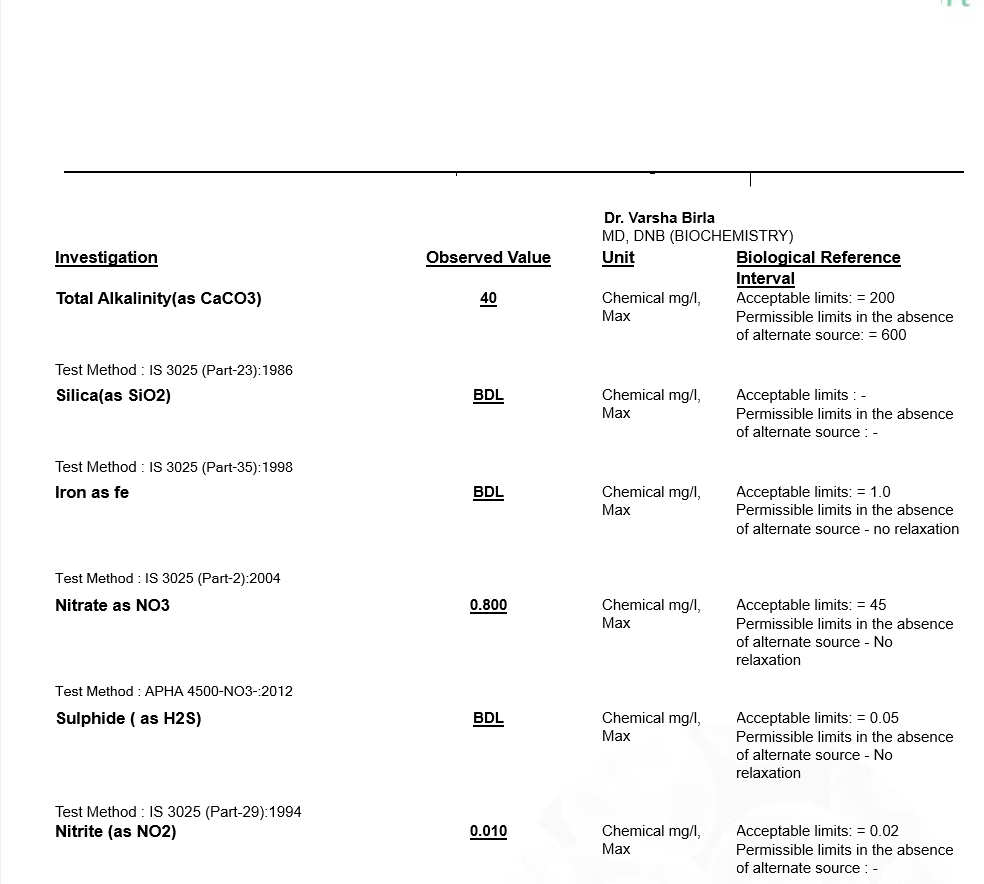 Dr. Varsha Birla
MD, DNB (BIOCHEMISTRY)
Investigation Observed Value Unit Biological Reference
Interval
Total Alkalinity(as CaCO3) 40 Chemical mg/l, Acceptable limits: = 200
Max Permissible limits in the absence
of alternate source: = 600
Test Method : IS 3025 (Part-23):1986
Silica(as SiO2) BDL Chemical mg/l, Acceptable limits : -
Max Permissible limits in the absence
of alternate source : -
Test Method : IS 3025 (Part-35):1998
Iron as fe BDL Chemical mg/l, Acceptable limits: = 1.0
Max Permissible limits in the absence
of alternate source - no relaxation
Test Method : IS 3025 (Part-2):2004
Nitrate as NO3 0.800 Chemical mg/l, Acceptable limits: = 45
Max Permissible limits in the absence
of alternate source - No
relaxation
Test Method : APHA 4500-NO3-:2012
Sulphide ( as H2S) BDL Chemical mg/l, Acceptable limits: = 0.05
Max Permissible limits in the absence
of alternate source - No
relaxation
Test Method : IS 3025 (Part-29):1994
Nitrite (as NO2) 0.010 Chemical mg/l, Acceptable limits: = 0.02
Max Permissible limits in the absence
of alternate source : -